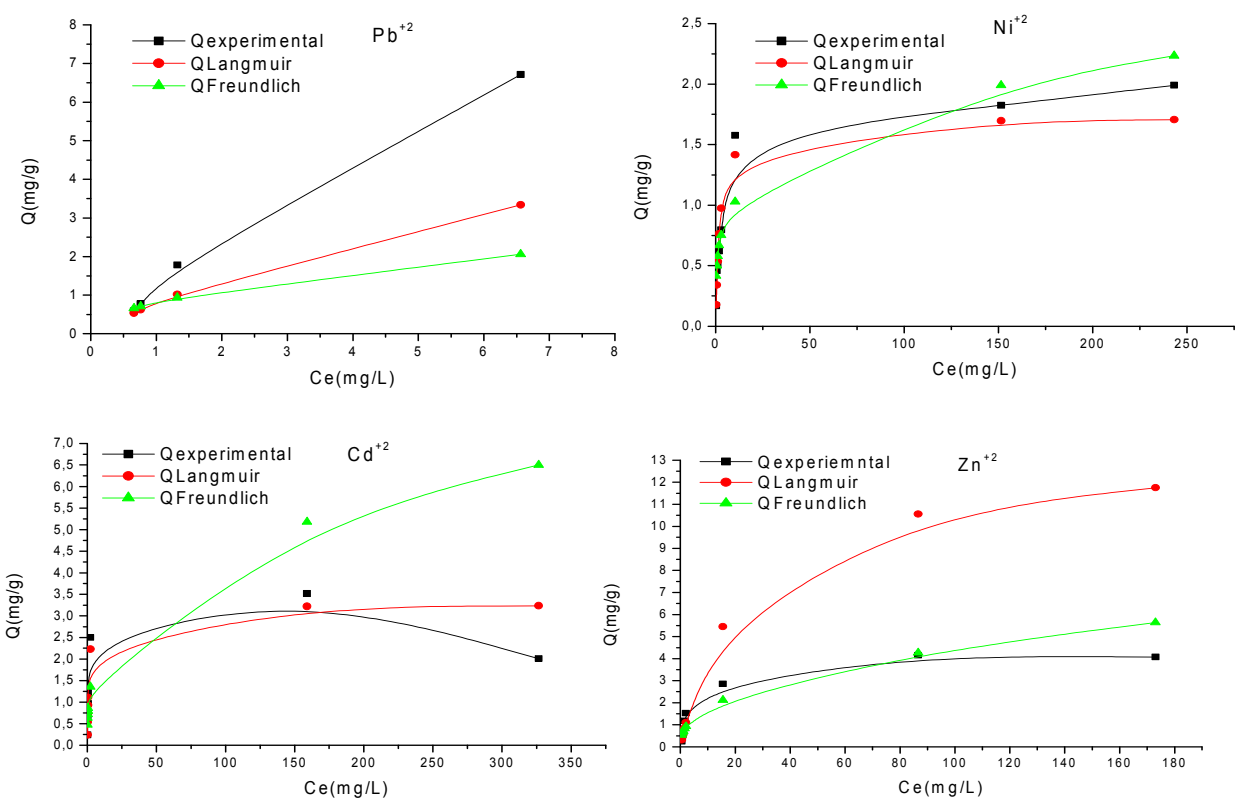 Pb+2
Qexperimental
QLangmuir
QFreundlich
8
7
6
5
4
3
2
1
0
Q(mg/g)
0 1 2 3 4 5 6 7 8
Ce(mg/L)
Ni+2
Qexperimental
QLangmuir
QFreundlich
2,5
2,0
1,5
1,0
0,5
0,0
Q(mg/g)
0 50 100 150 200 250
Ce(mg/L)
Cd+2
Qexperimental
QLangmuir
QFreundlich
7,0
6,5
6,0
5,5
5,0
4,5
4,0
3,5
3,0
2,5
2,0
1,5
1,0
0,5
0,0
Q(mg/g)
0 50 100 150 200 250 300 350
Ce(mg/L)
Zn+2
Qexperiemntal
QLangmuir
QFreundlich
13
12
11
10
9
8
7
6
5
4
3
2
1
0
Q(mg/g)
0 20 40 60 80 100 120 140 160 180
Ce(mg/L)